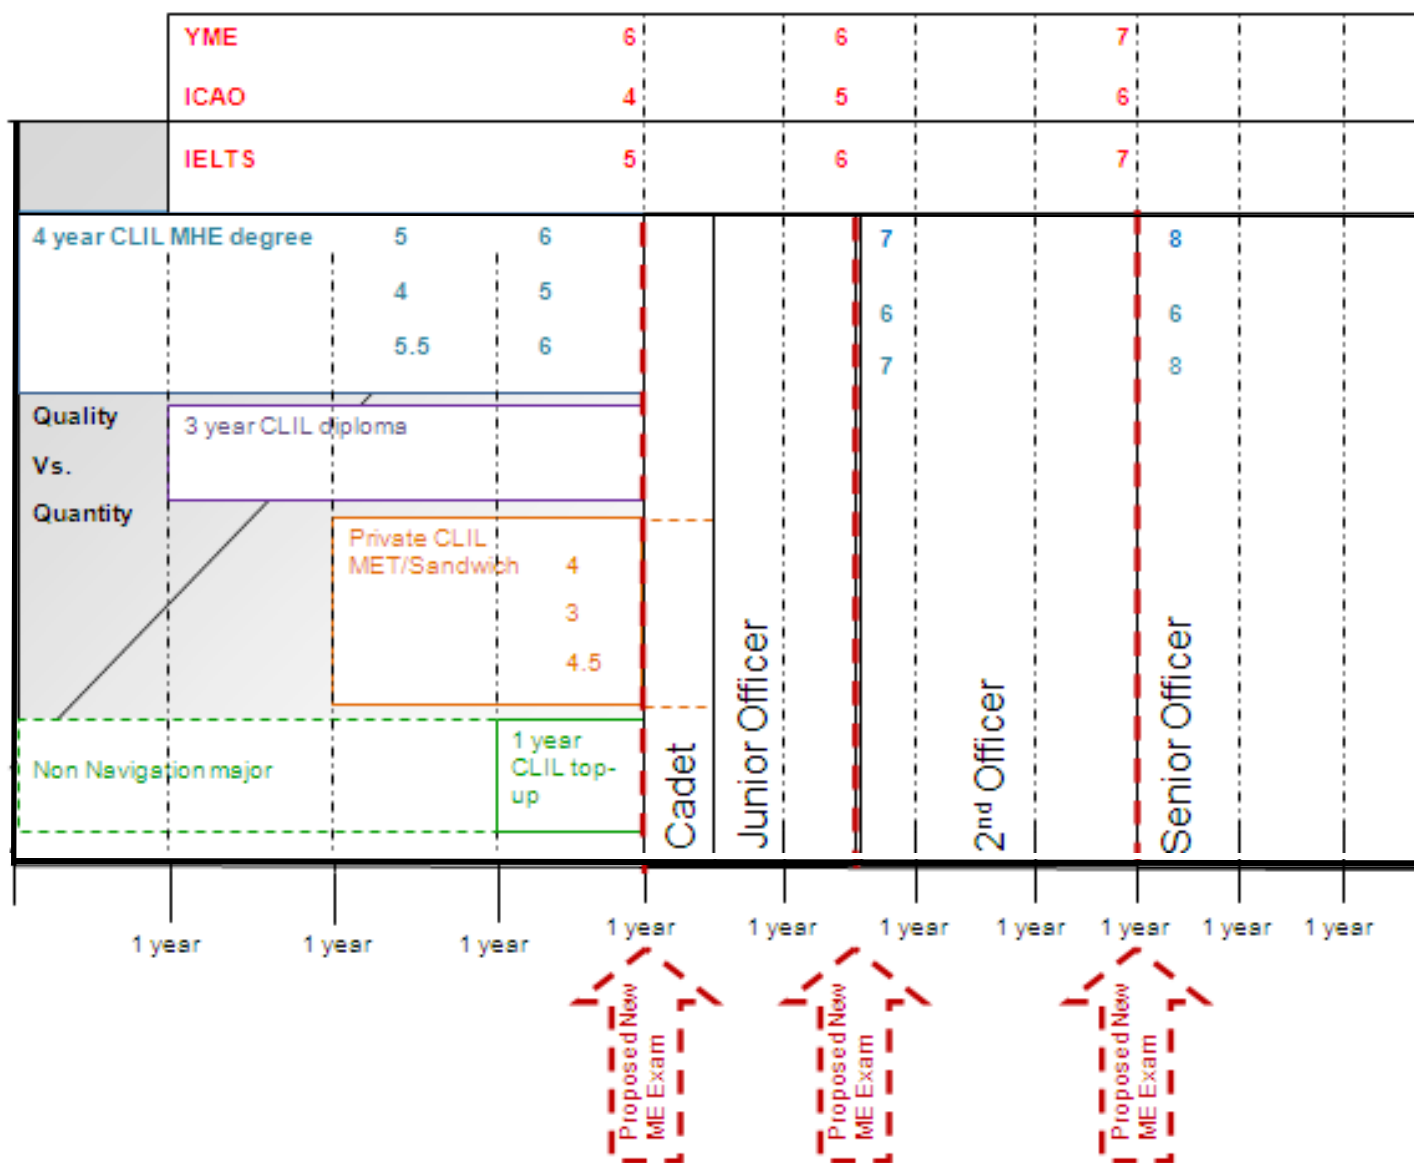 YME 6 6 7
ICAO 4 5 6
IELTS 5 6 7
4 year CLIL MHE degree 5 6 7 8
4 5 6 6
5.5 6 7 8
Quality
Vs.
Quantity
3 year CLIL diploma
Private CLIL
MET/Sandwich 4
3
4.5
Non Navigation major
1 year
CLIL top-
up
Cadet
Junior Officer
2nd Officer
Senior Officer
1 year 1 year 1 year 1 year 1 year 1 year 1 year 1 year 1 year 1 year
Proposed New
ME Exam
Proposed New
ME Exam
Proposed New
ME Exam